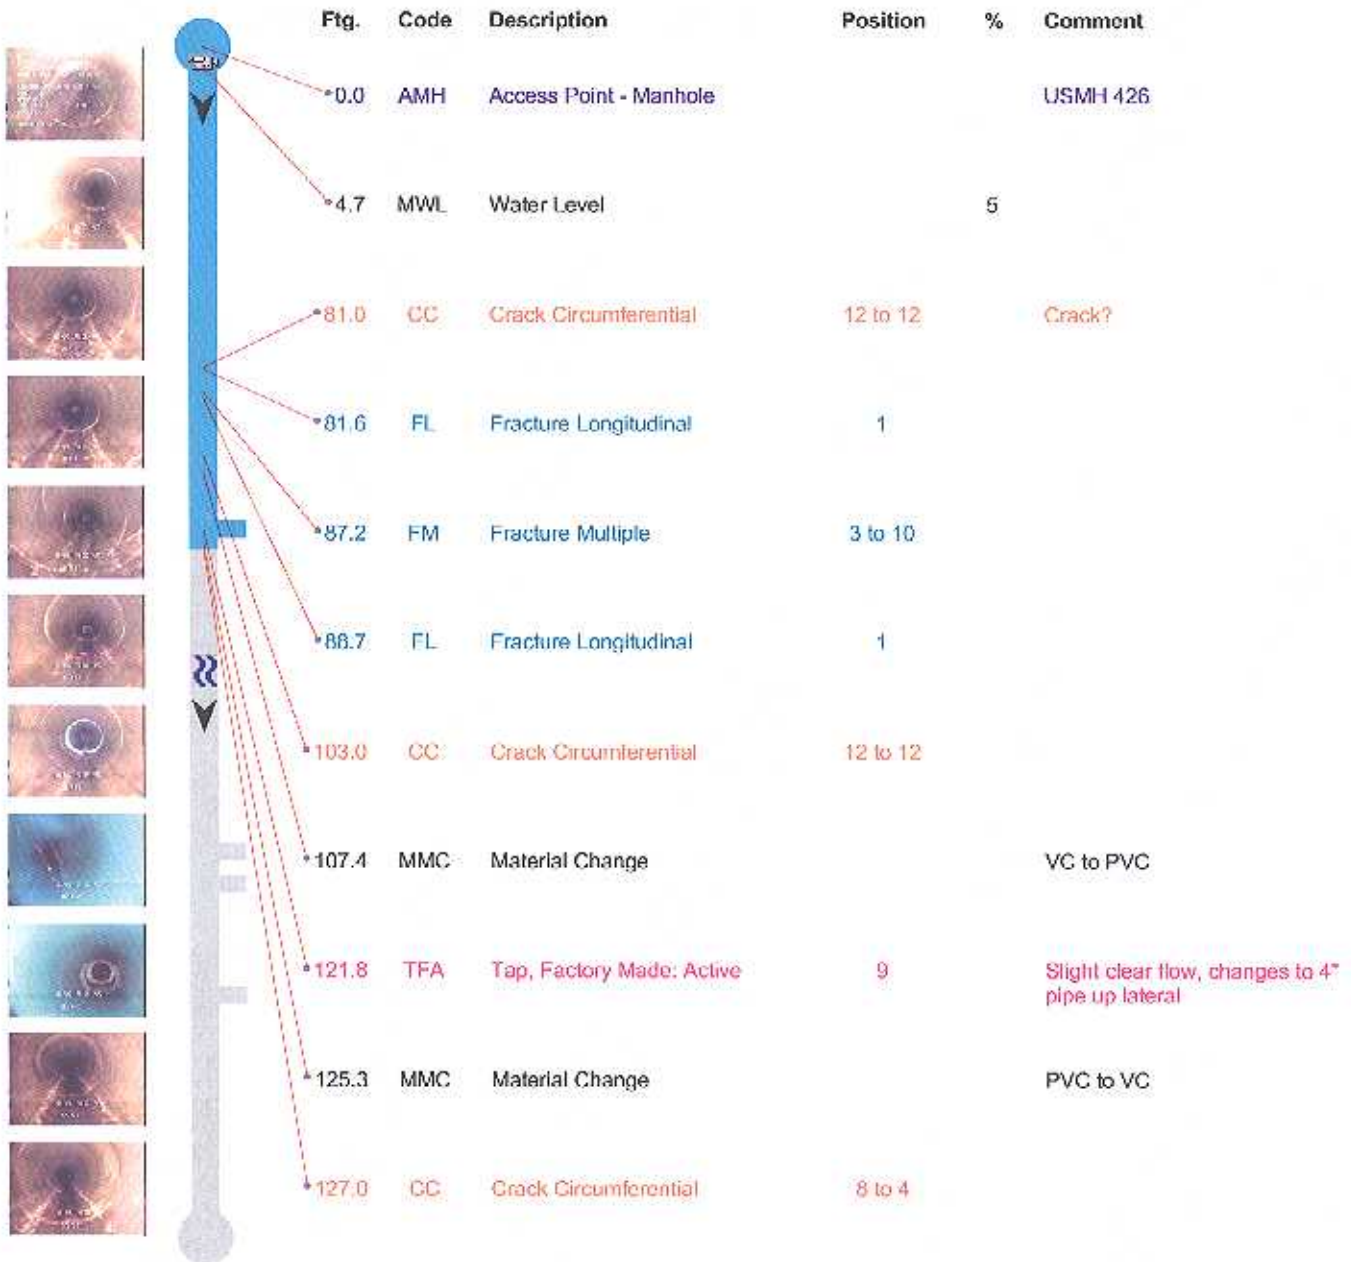 Ftg. Code Description Position % Comment
0.0 AMH Access Point - Manhole USMH 426
4.7 MWL Water Level 5
81.0 CC Crack Circumferential 12 to 12 Crack?
81.6 FL Fracture Longitudinal 1
87.2 FM Fracture Multiple 3 to 10
88.7 FL Fracture Longitudinal 1
103.0 CC Crack Circumferential 12 to 12
107.4 MMC Material Change VC to PVC
121.8 TFA Tap, Factory Made: Active 9 Slight clear flow, changes to 4"
pipe up lateral
125.3 MMC Material Change PVC to VC
127.0 CC Crack Circumferential 8 to 4